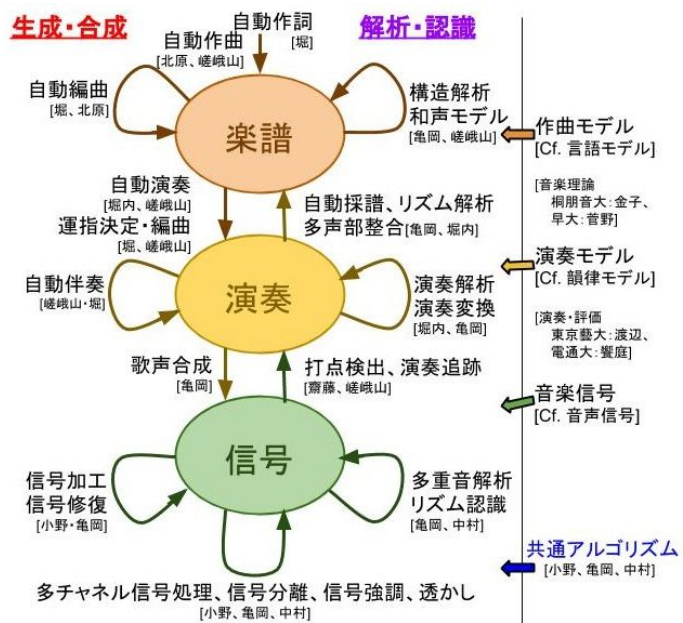 生成・合成
解析・認識
自動作詞
[堀]
自動作曲
[北原、嵯峨山]
自動編曲
[堀、北原]
楽譜
構造解析
和声モデル
[亀岡、嵯峨山]
作曲モデル
[Cf. 言語モデル]
[音楽理論
桐朋音大：金子、
早大：菅野]
自動演奏
[堀内、嵯峨山]
運指決定・編曲
[堀、嵯峨山]
自動採譜、リズム解析
多声部整合[亀岡、堀内]
自動伴奏
[嵯峨山・堀]
演奏
演奏解析
演奏変換
[堀内、亀岡]
演奏モデル
[Cf. 韻律モデル]
[演奏・評価
東京藝大：渡辺、
電通大：饗庭]
歌声合成
[亀岡]
打点検出、演奏追跡
[齋藤、嵯峨山]
音楽信号
[Cf. 音声信号]
信号加工
信号修復
[小野・亀岡]
信号
多重音解析
リズム認識
[亀岡、中村]
共通アルゴリズム
[小野、亀岡、中村]
多チャネル信号処理、信号分離、信号強調、透かし
[小野、亀岡、中村]